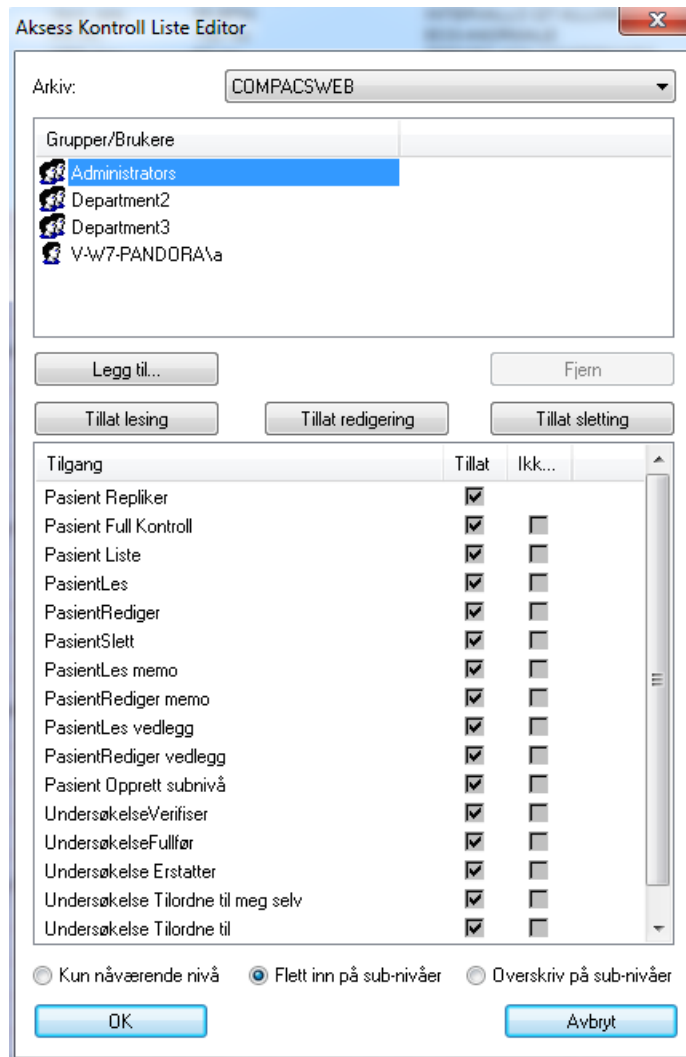 Aksess Kontroll Liste Editor
Arkiv: COMPACSWEB
Grupper/Brukere
Administrators
Department2
Department3
V-W7-PANDORA\a
Legg til... Fjern
Tillat lesing Tillat redigering Tillat sletting
Tilgang Tillat Ikk...
Pasient Repliker
Pasient Full Kontroll
Pasient Liste
PasientLes
PasientRediger
PasientSlett
PasientLes memo
PasientRediger memo
PasientLes vedlegg
PasientRediger vedlegg
Pasient Opprett subnivå
UndersøkelseVerifiser
UndersøkelseFullfør
Undersøkelse Erstatter
Undersøkelse Tilordne til meg selv
Undersøkelse Tilordne til
Kun nåværende nivå Flett inn på sub-nivåer Overskriv på sub-nivåer
OK Avbryt